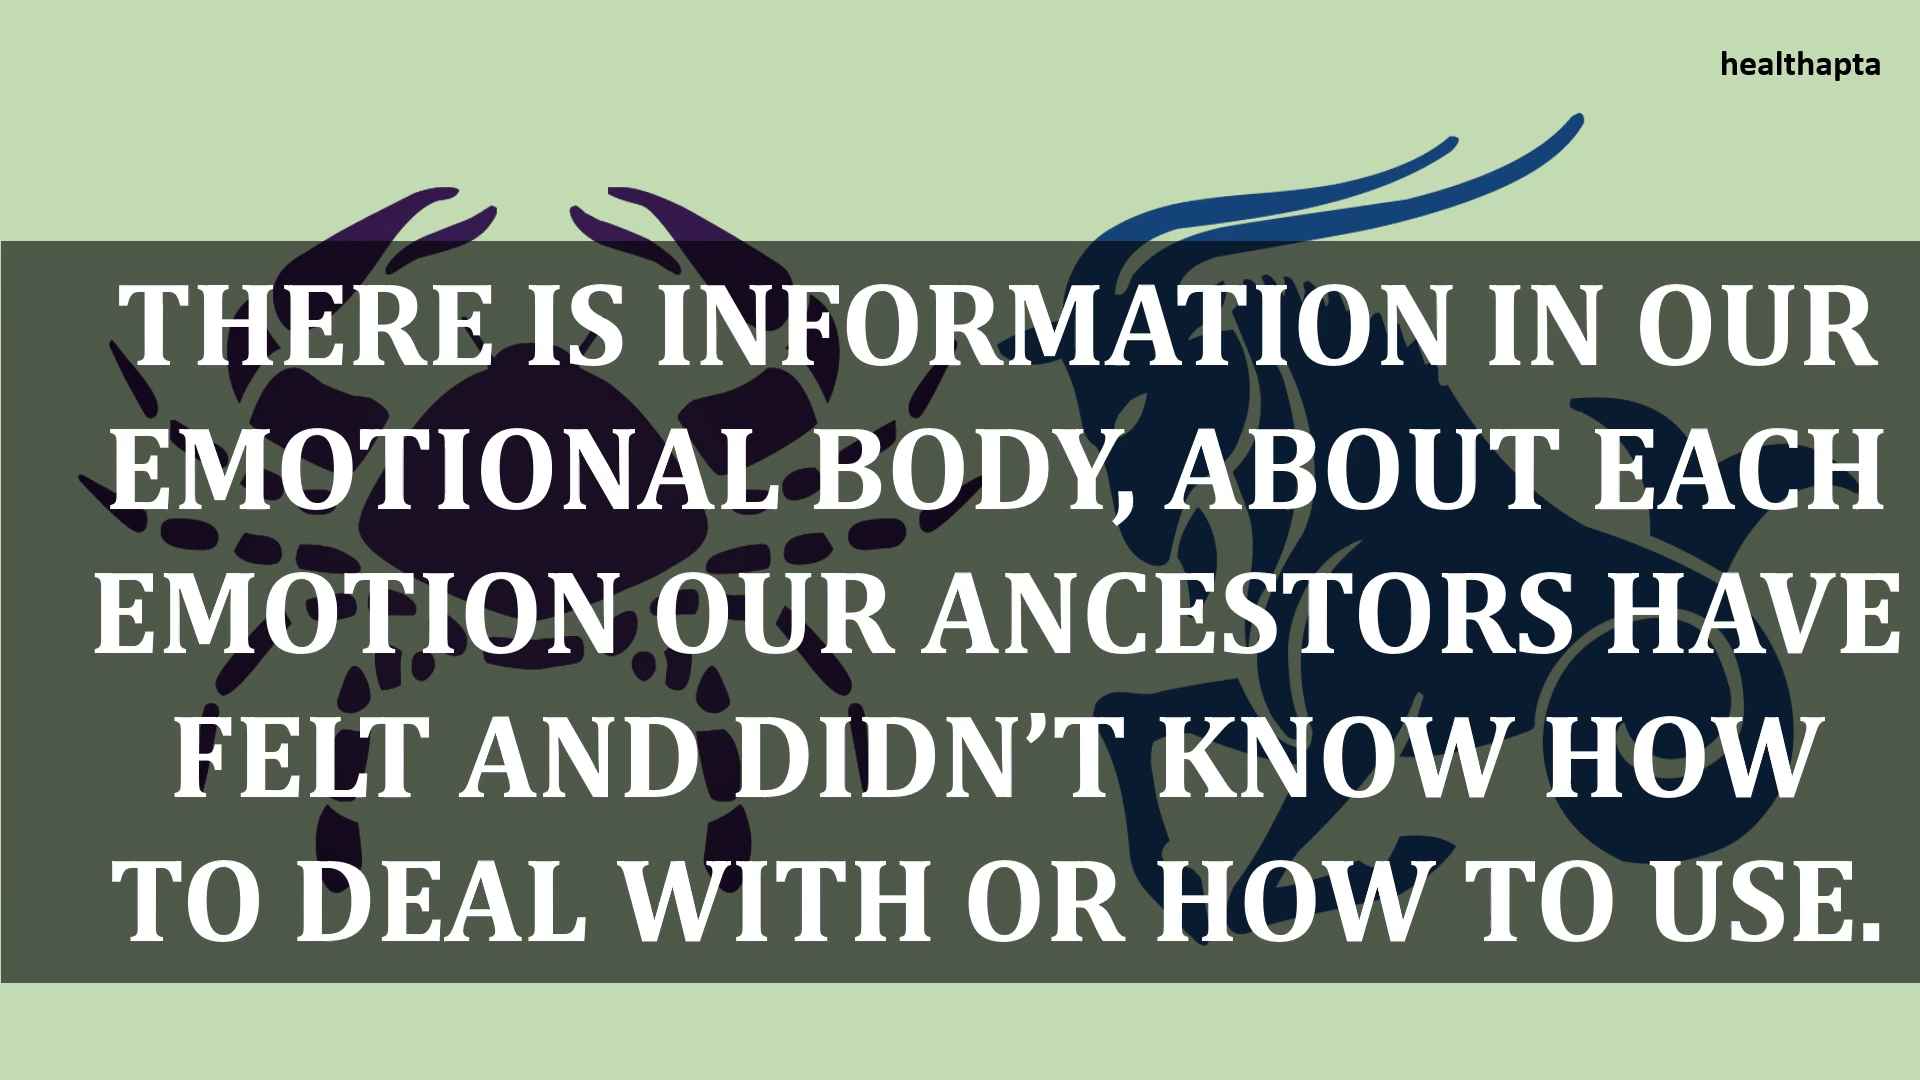 healthapta
THERE IS INFORMATION IN OUR
EMOTIONAL BODY, ABOUT EACH
EMOTION OUR ANCESTORS HAVE
FELT AND DIDN’T KNOW HOW
TO DEAL WITH OR HOW TO USE.